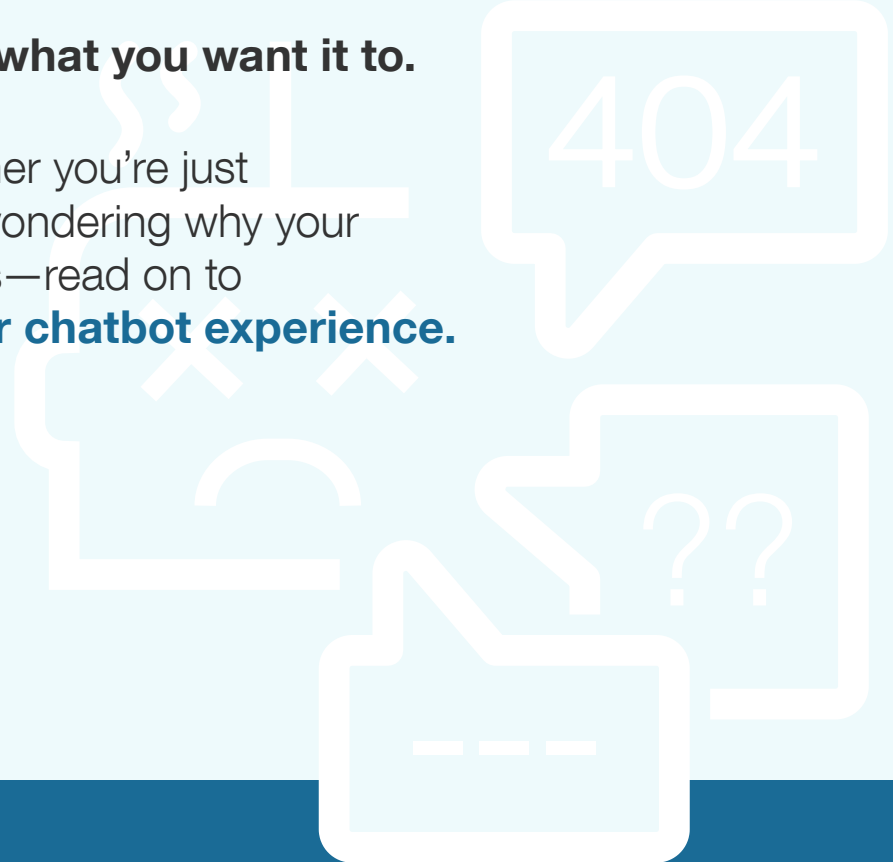 what you want it to.
er you’re just
ondering why your
s—read on to
r chatbot experience.
404
??
---